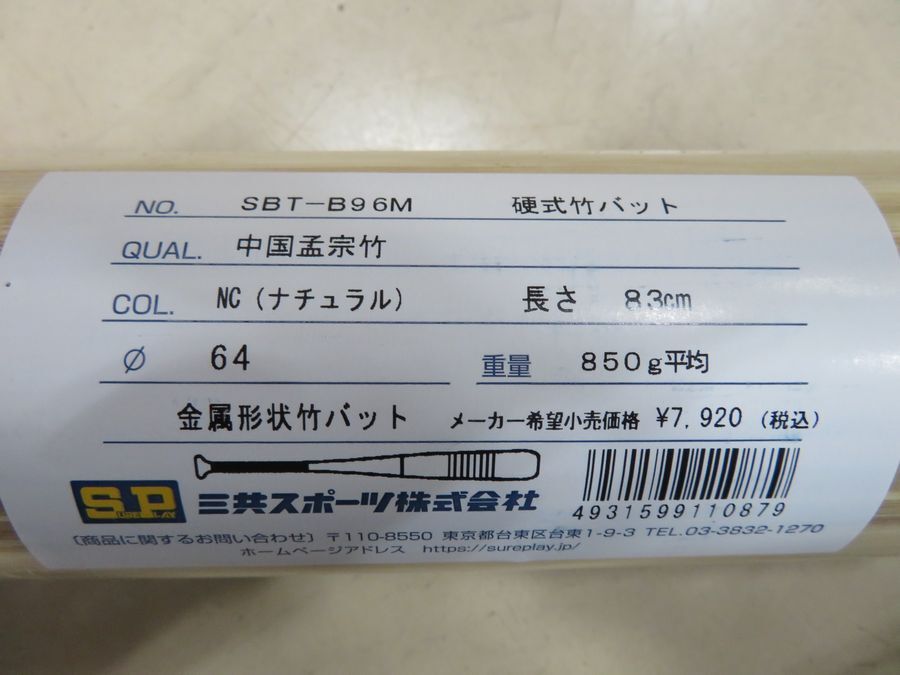 NO. SBT-B96M 硬式竹バット
QUAL. 中国孟宗竹
COL. NC（ナチュラル） 長さ 83cm
Ø 64 重量 850g平均
金属形状竹バット メーカー希望小売価格 ¥7,920（税込）
SP 三共スポーツ株式会社
SURE PLAY
4931599110879
〔商品に関するお問い合わせ〕〒110-8550 東京都台東区台東1-9-3 TEL.03-3832-1270
ホームページアドレス https://sureplay.jp/